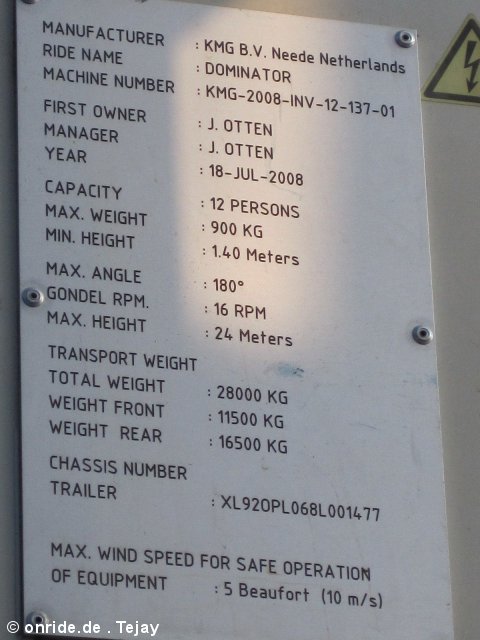 MANUFACTURER : KMG B.V. Neede Netherlands
RIDE NAME : DOMINATOR
MACHINE NUMBER : KMG-2008-INV-12-137-01
FIRST OWNER : J. OTTEN
MANAGER : J. OTTEN
YEAR : 18-JUL-2008
CAPACITY : 12 PERSONS
MAX. WEIGHT : 900 KG
MIN. HEIGHT : 1.40 Meters
MAX. ANGLE : 180°
GONDEL RPM. : 16 RPM
MAX. HEIGHT : 24 Meters
TRANSPORT WEIGHT
TOTAL WEIGHT : 28000 KG
WEIGHT FRONT : 11500 KG
WEIGHT REAR : 16500 KG
CHASSIS NUMBER
TRAILER : XL920PL068L001477
MAX. WIND SPEED FOR SAFE OPERATION
OF EQUIPMENT : 5 Beaufort (10 m/s)
© onride.de . Tejay